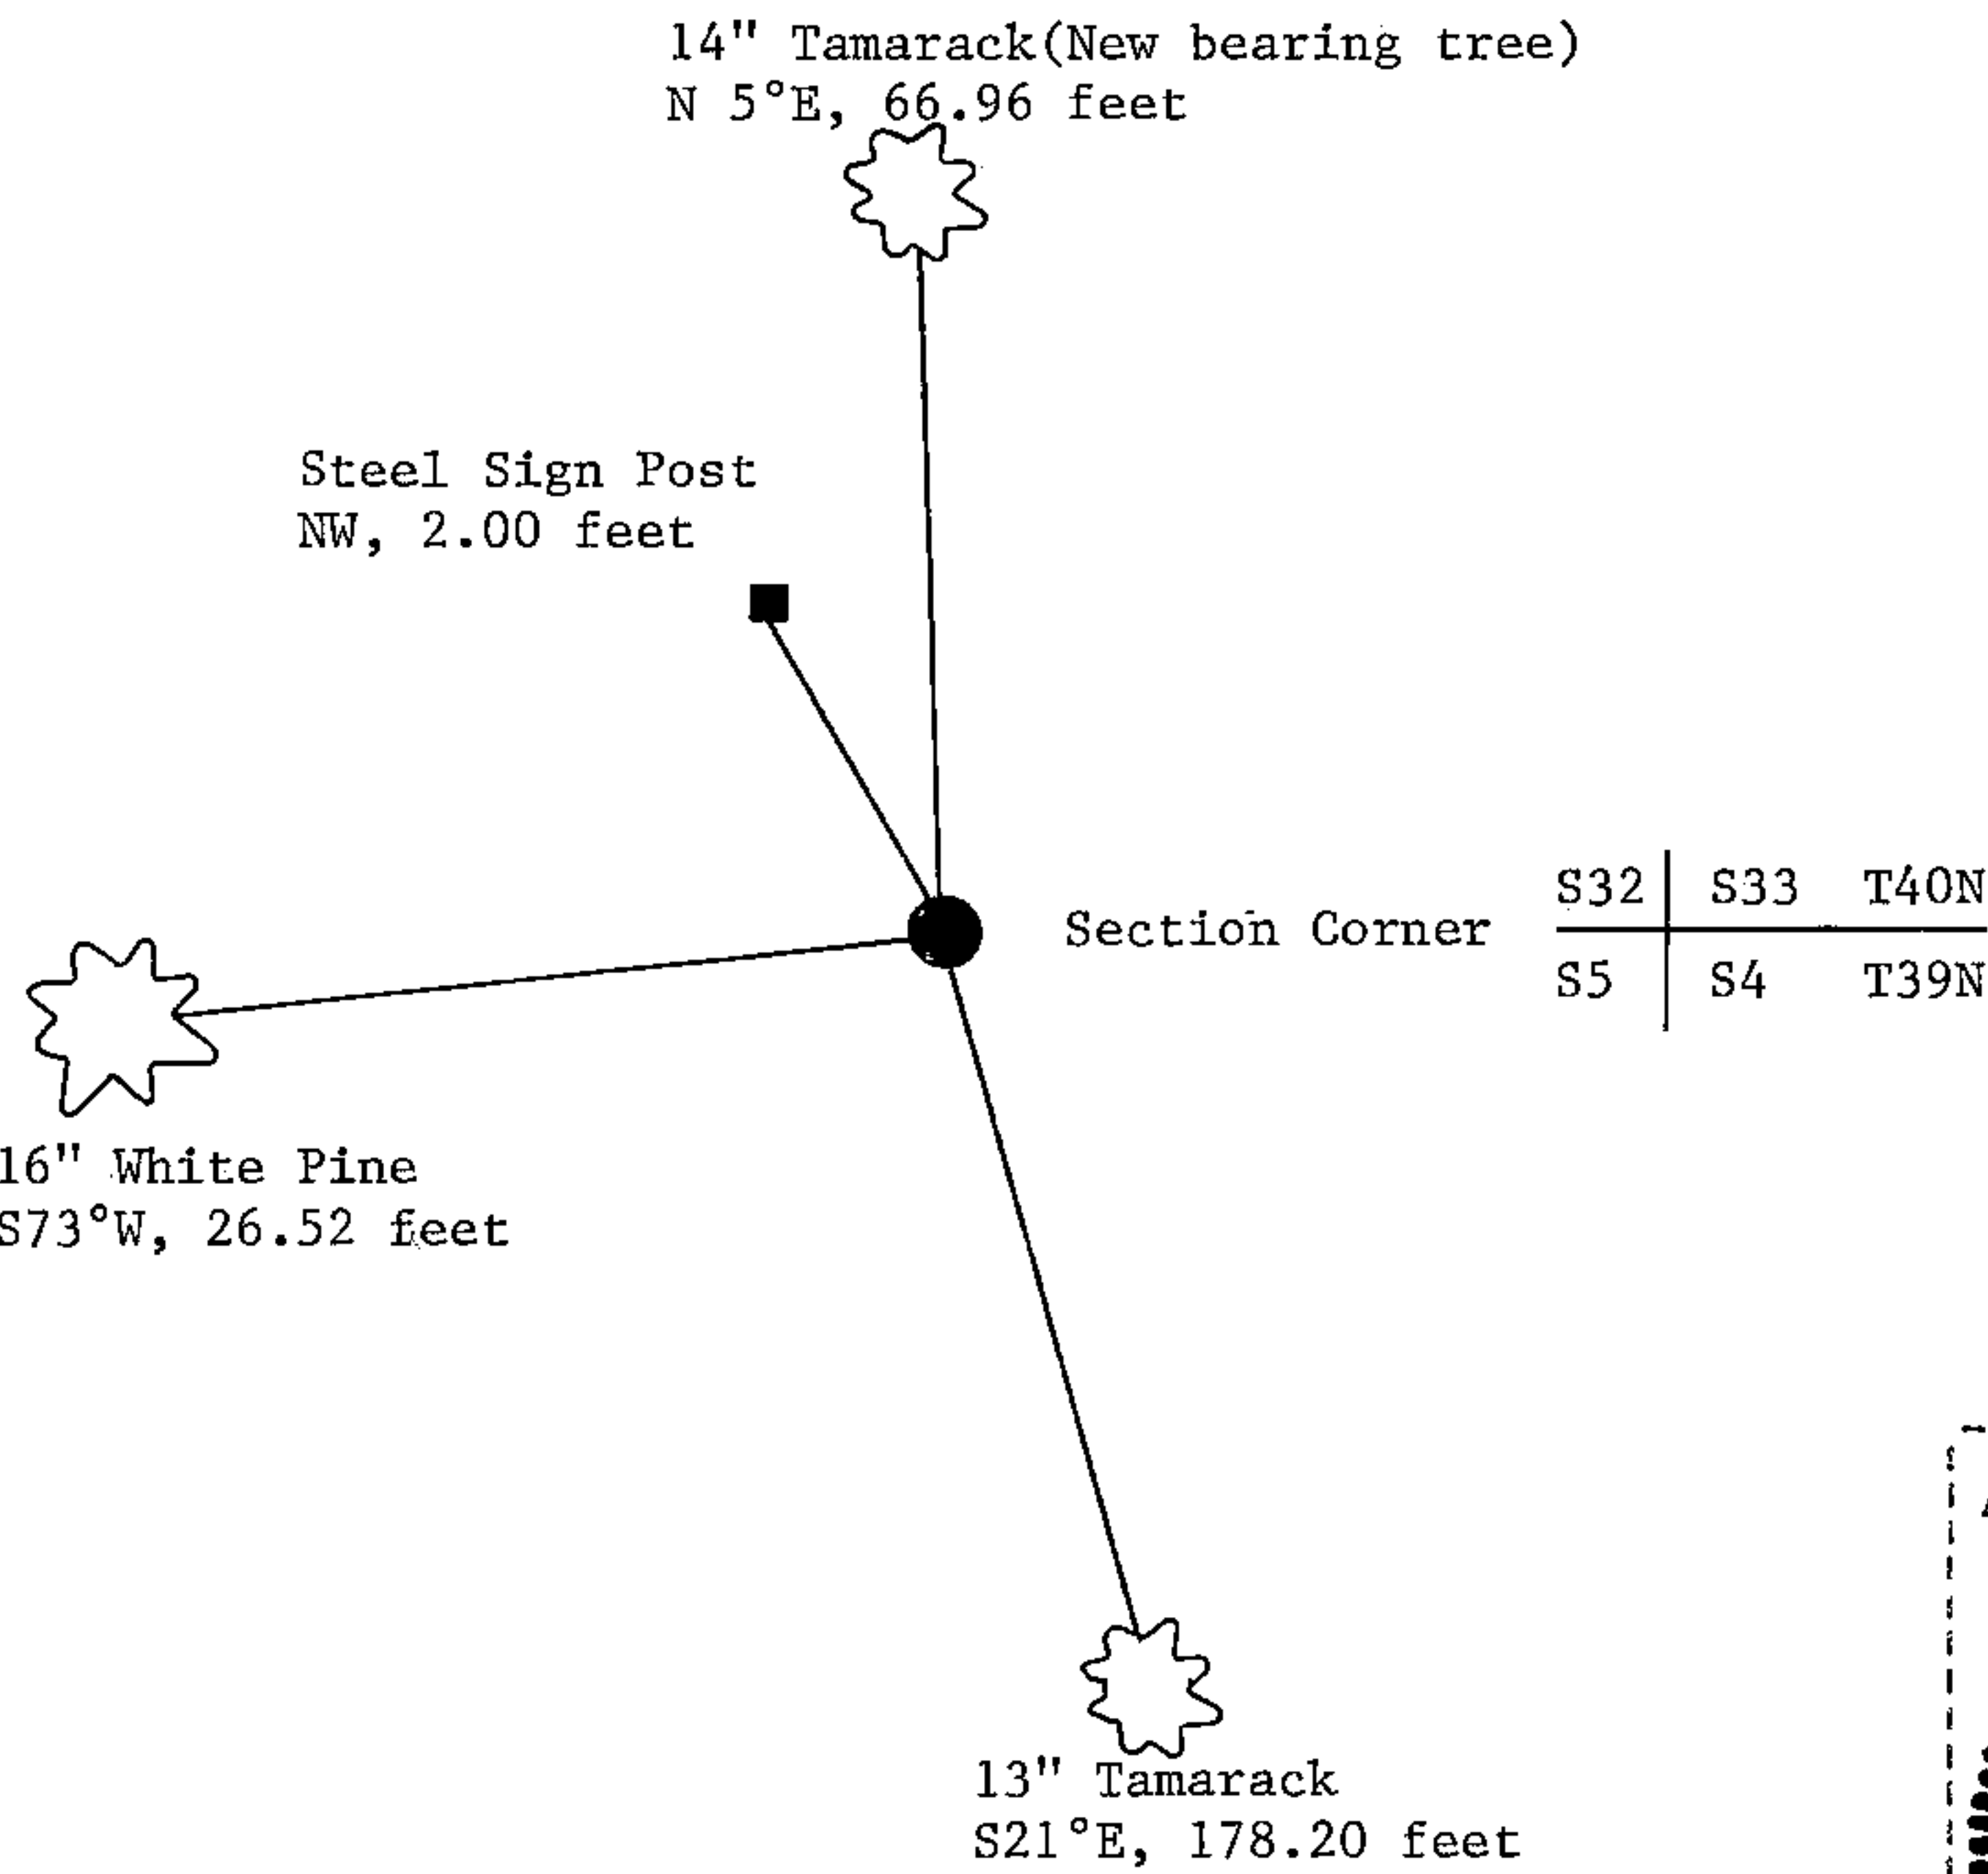 14" Tamarack(New bearing tree)
N 5°E, 66.96 feet
Steel Sign Post
NW, 2.00 feet
Section Corner
S32 S33 T40N
S5 S4 T39N
16" White Pine
S73°W, 26.52 feet
13" Tamarack
S21°E, 178.20 feet